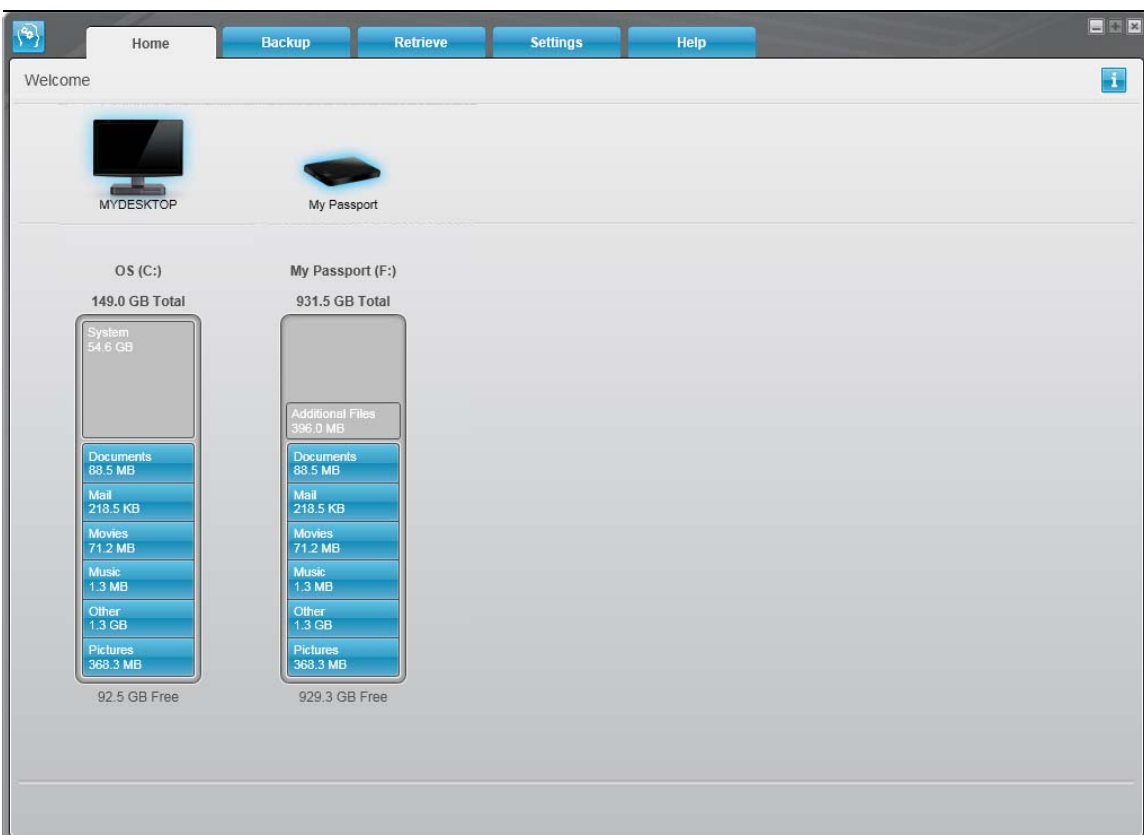 Home Backup Retrieve Settings Help
Welcome
MYDESKTOP My Passport
OS (C:) My Passport (F:)
149.0 GB Total 931.5 GB Total
System
54.6 GB
Additional Files
396.0 MB
Documents Documents
88.5 MB 88.5 MB
Mail Mail
218.5 KB 218.5 KB
Movies Movies
71.2 MB 71.2 MB
Music Music
1.3 MB 1.3 MB
Other Other
1.3 GB 1.3 GB
Pictures Pictures
368.3 MB 368.3 MB
92.5 GB Free 929.3 GB Free